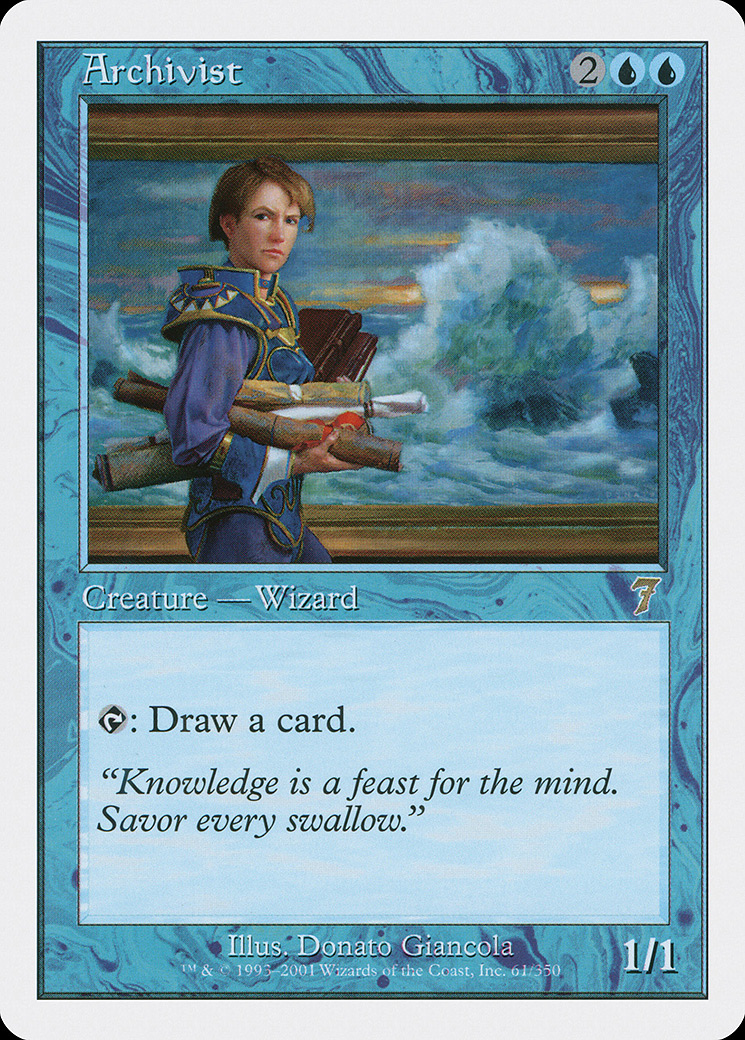 Archivist 2
Creature — Wizard 7
: Draw a card.
“Knowledge is a feast for the mind.
Savor every swallow.”
Illus. Donato Giancola
™ & © 1993–2001 Wizards of the Coast, Inc. 61/350
1/1